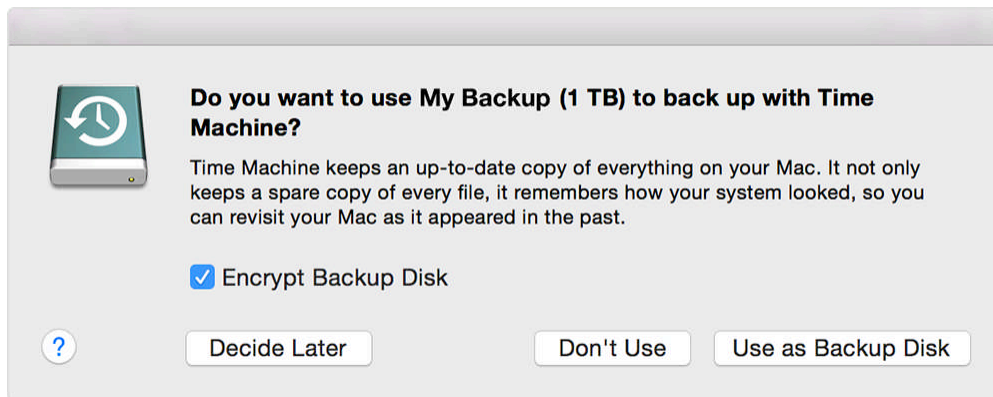 Do you want to use My Backup (1 TB) to back up with Time
Machine?
Time Machine keeps an up-to-date copy of everything on your Mac. It not only
keeps a spare copy of every file, it remembers how your system looked, so you
can revisit your Mac as it appeared in the past.
Encrypt Backup Disk
? Decide Later Don't Use Use as Backup Disk